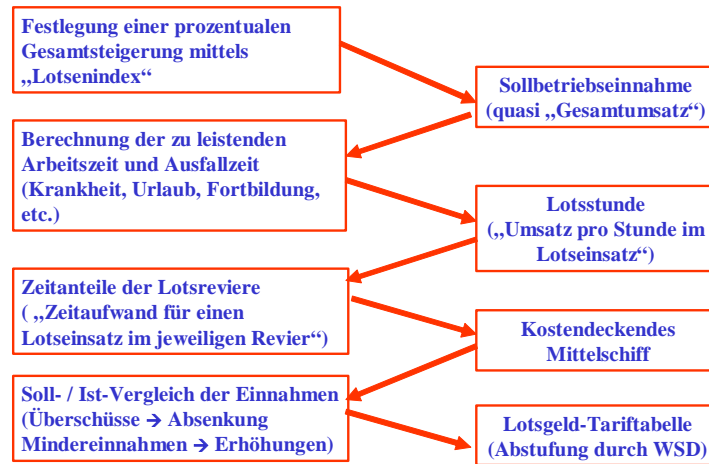 Festlegung einer prozentualen
Gesamtsteigerung mittels
„Lotsenindex“
Sollbetriebseinnahme
(quasi „Gesamtumsatz“)
Berechnung der zu leistenden
Arbeitszeit und Ausfallzeit
(Krankheit, Urlaub, Fortbildung,
etc.)
Lotsstunde
(„Umsatz pro Stunde im
Lotseinsatz“)
Zeitanteile der Lotsreviere
( „Zeitaufwand für einen
Lotseinsatz im jeweiligen Revier“)
Kostendeckendes
Mittelschiff
Soll- / Ist-Vergleich der Einnahmen
(Überschüsse → Absenkung
Mindereinnahmen → Erhöhungen)
Lotsgeld-Tariftabelle
(Abstufung durch WSD)